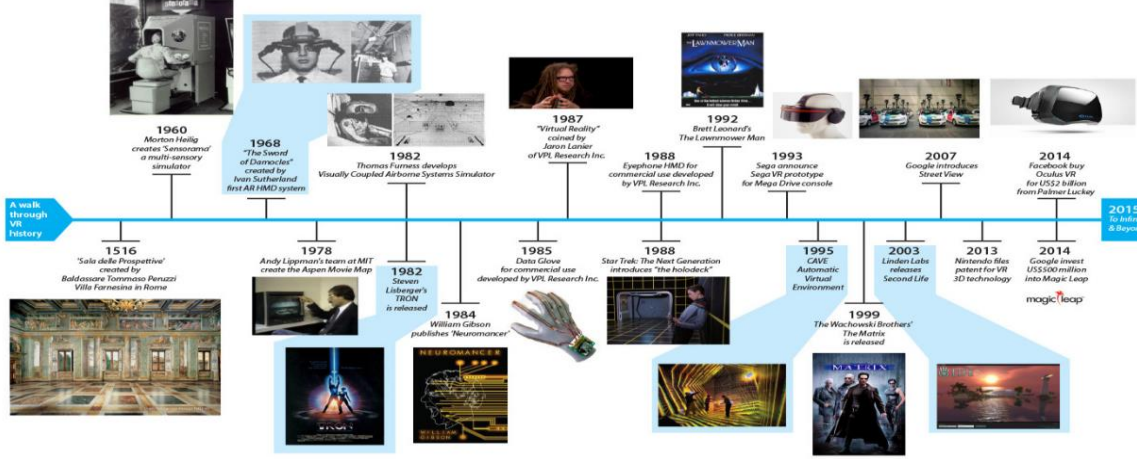 A walk
through
VR
history
1516
'Sala delle Prospettive'
created by
Baldassare Tommaso Peruzzi
Villa Farnesina in Rome
1960
Morton Heilig
creates 'Sensorama'
a multi-sensory
simulator
1968
"The Sword
of Damocles"
created by
Ivan Sutherland
first AR HMD system
1978
Andy Lippman's team at MIT
create the Aspen Movie Map
1982
Thomas Furness develops
Visually Coupled Airborne Systems Simulator
1982
Steven
Lisberger's
TRON
is released
TRON
1984
William Gibson
publishes 'Neuromancer'
NEUROMANCER
WILLIAM
GIBSON
1985
Data Glove
for commercial use
developed by VPL Research Inc.
1987
"Virtual Reality"
coined by
Jaron Lanier
of VPL Research Inc.
1988
Eyephone HMD for
commercial use developed
by VPL Research Inc.
1988
Star Trek: The Next Generation
introduces "the holodeck"
THE LAWNMOWER MAN
1992
Brett Leonard's
The Lawnmower Man
1993
Sega announce
Sega VR prototype
for Mega Drive console
1995
CAVE
Automatic
Virtual
Environment
1999
The Wachowski Brothers'
The Matrix
is released
MATRIX
2003
Linden Labs
releases
Second Life
2007
Google introduces
Street View
2013
Nintendo files
patent for VR
3D technology
2014
Facebook buy
Oculus VR
for US$2 billion
from Palmer Luckey
2014
Google invest
US$500 million
into Magic Leap
magic leap
2015
To Infin
& Beyon